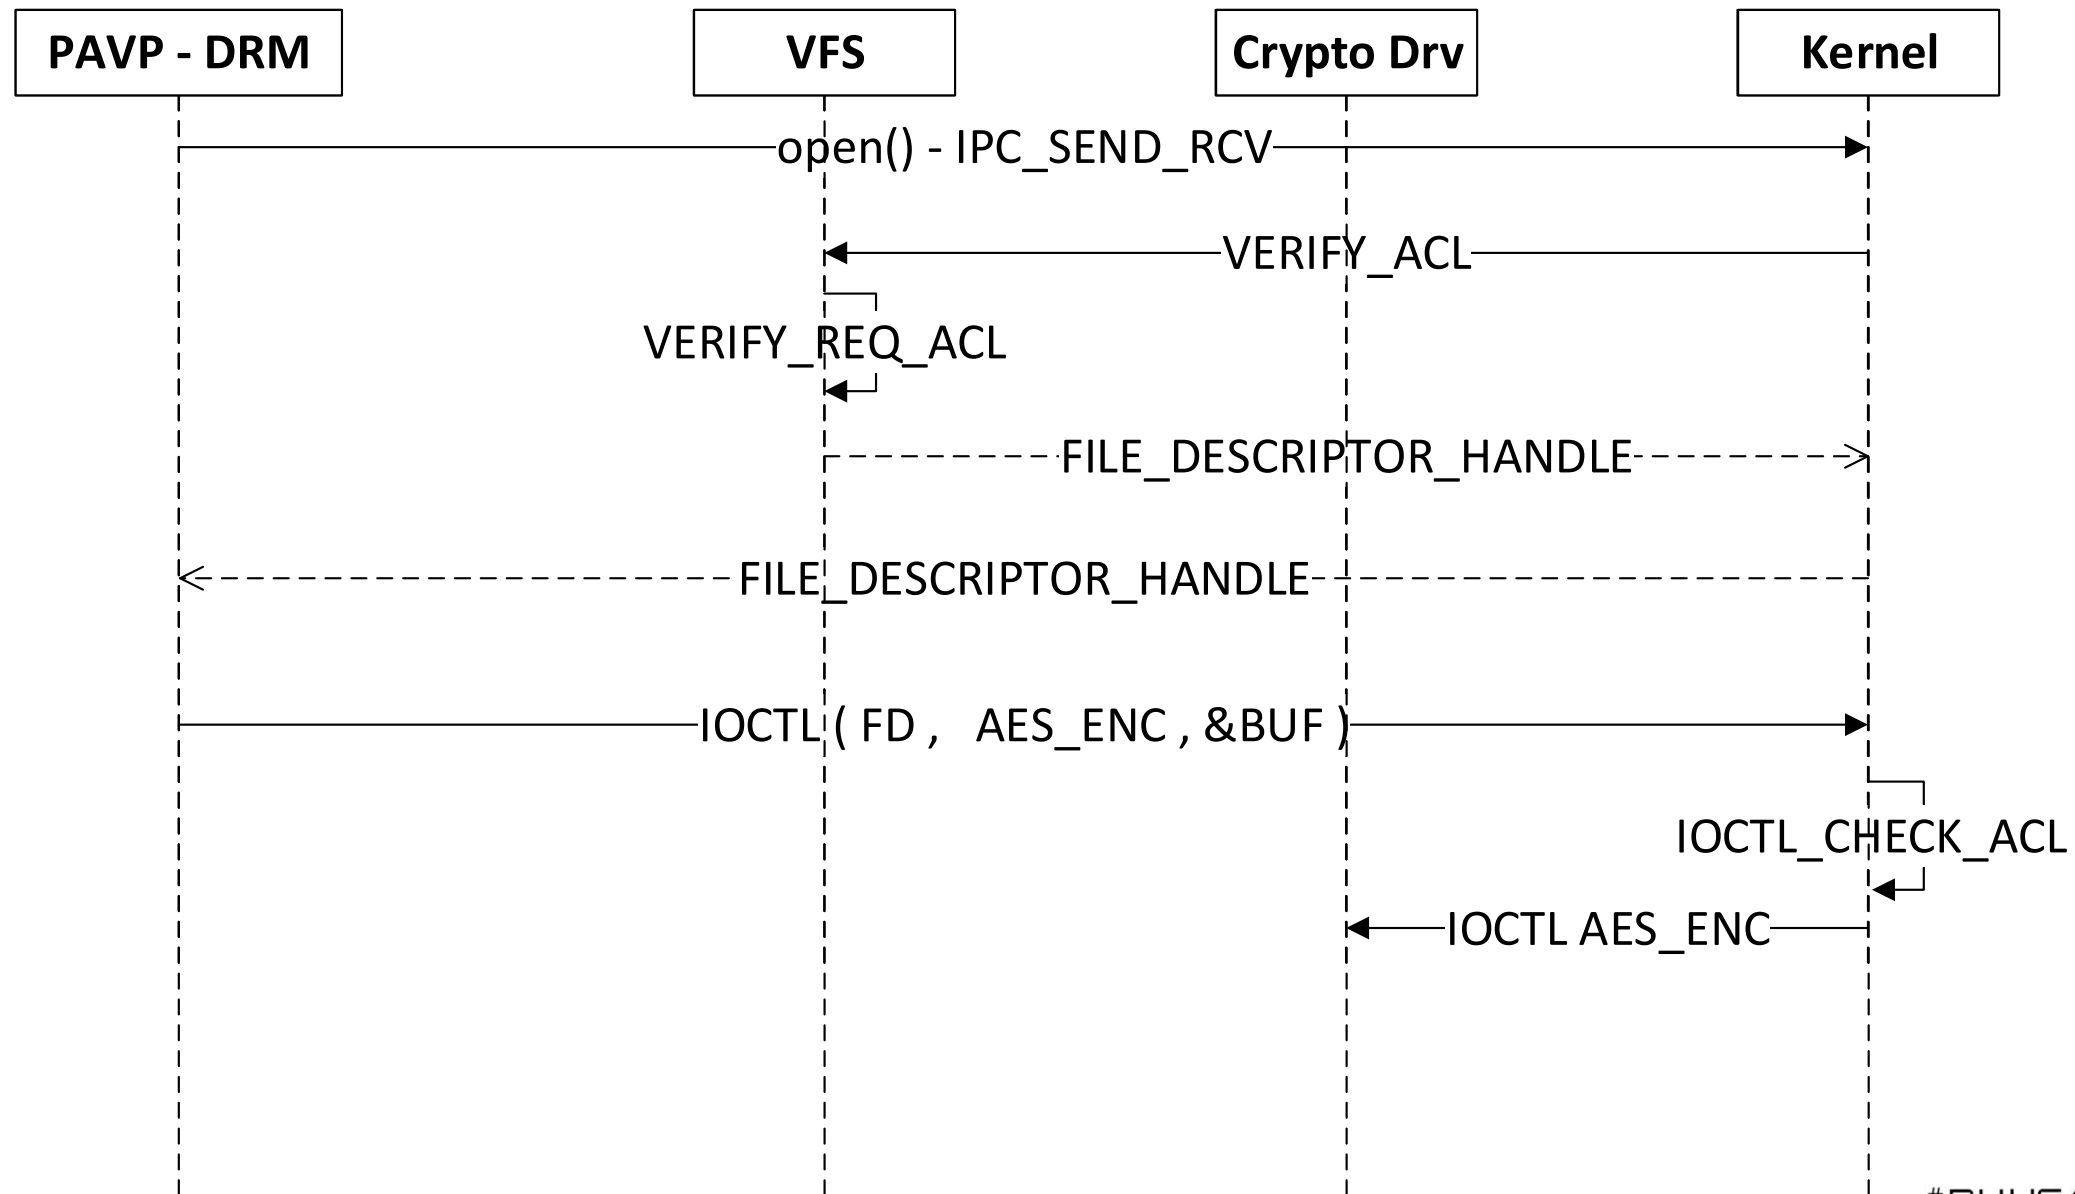 PAVP - DRM
VFS
Crypto Drv
Kernel
open() - IPC_SEND_RCV
VERIFY_ACL
VERIFY_REQ_ACL
FILE_DESCRIPTOR_HANDLE
FILE_DESCRIPTOR_HANDLE
IOCTL ( FD , AES_ENC , &BUF )
IOCTL_CHECK_ACL
IOCTL AES_ENC